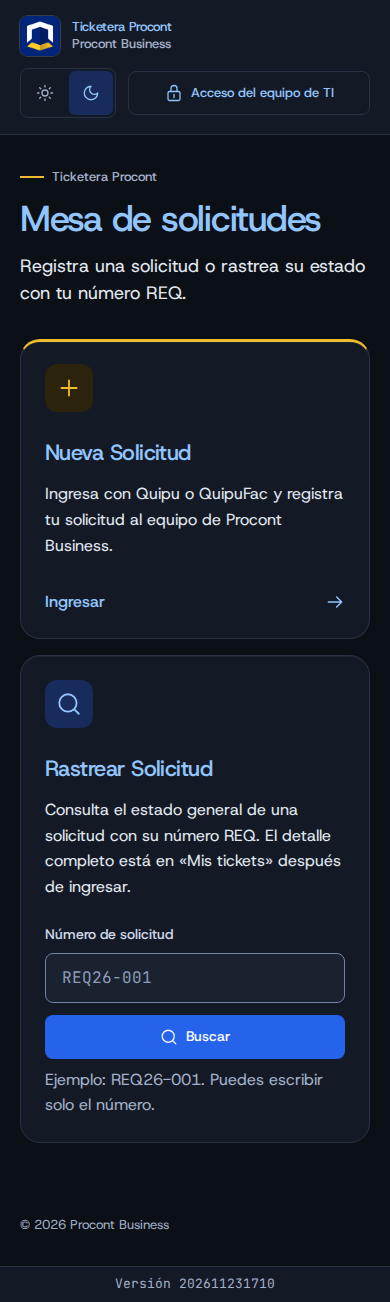 Ticketera Procont
Procont Business
Acceso del equipo de TI
Ticketera Procont
Mesa de solicitudes
Registra una solicitud o rastrea su estado
con tu número REQ.
Nueva Solicitud
Ingresa con Quipu o QuipuFac y registra
tu solicitud al equipo de Procont
Business.
Ingresar
Rastrear Solicitud
Consulta el estado general de una
solicitud con su número REQ. El detalle
completo está en «Mis tickets» después
de ingresar.
Número de solicitud
REQ26-001
Buscar
Ejemplo: REQ26-001. Puedes escribir
solo el número.
© 2026 Procont Business
Versión 202611231710